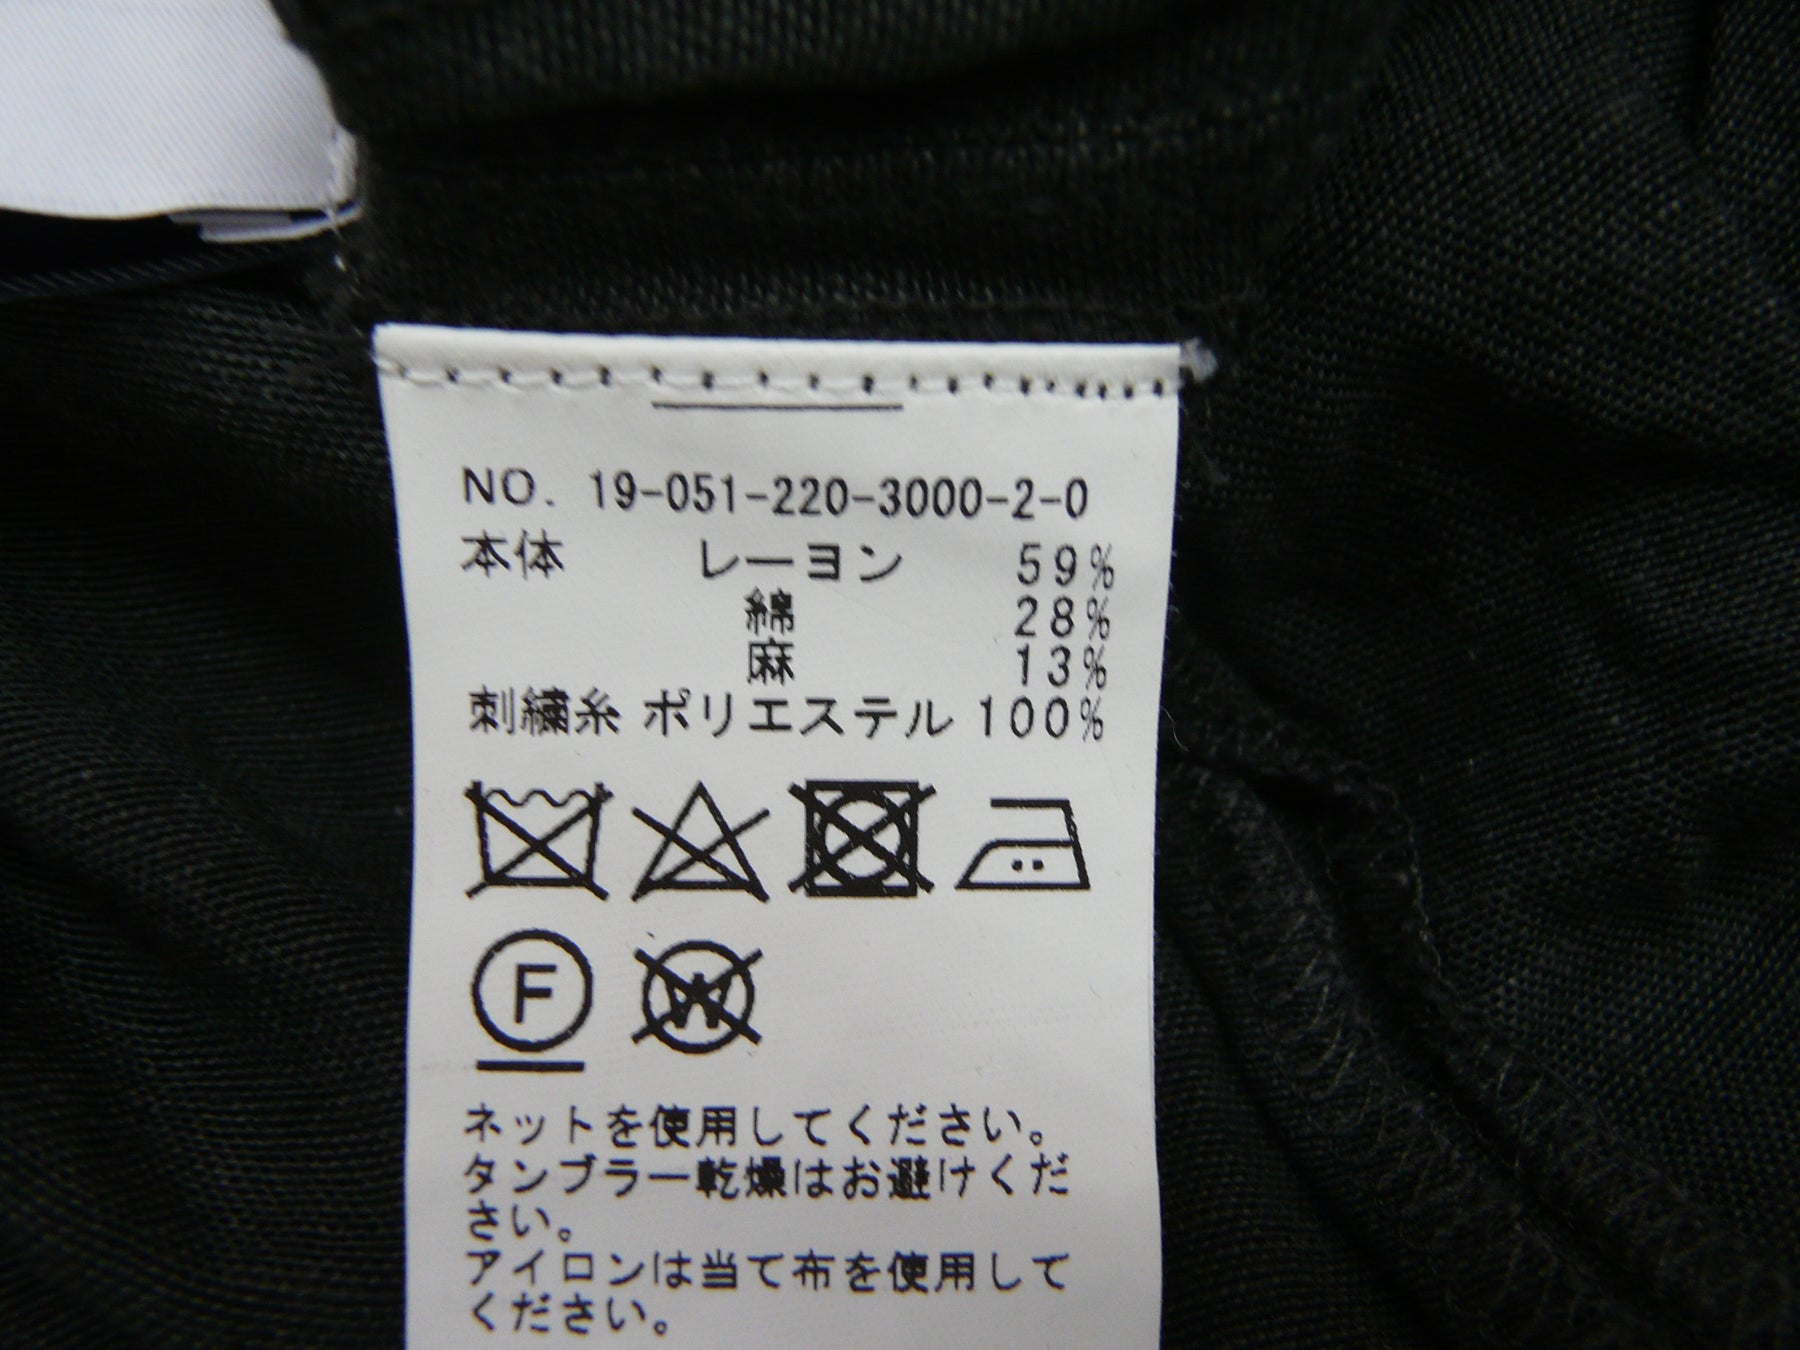 NO. 19-051-220-3000-2-0
本体 レーヨン 59%
綿 28%
麻 13%
刺繍糸 ポリエステル 100%
F W
ネットを使用してください。
タンブラー乾燥はお避けくだ
さい。
アイロンは当て布を使用して
ください。